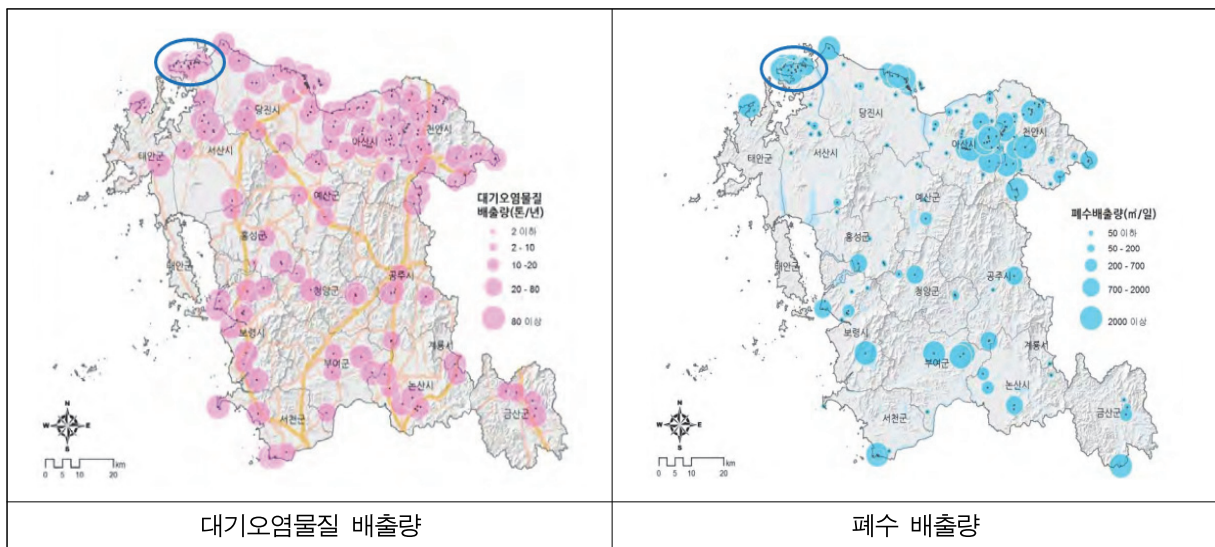 당진시
아산시
천안시
태안군
서산시
예산군
대기오염물질
배출량(톤/년)
2 이하
2 - 10
10 -20
20 - 80
80 이상
홍성군
태안군
공주시
청양군
보령시
계룡시
부여군
논산시
서천군
금산군
N
W E
S
0 5 10 20
km
당진시
아산시
천안시
태안군
서산시
예산군
폐수배출량(㎥/일)
50 이하
50 - 200
200 - 700
700 - 2000
2000 이상
홍성군
태안군
공주시
청양군
보령시
계룡시
부여군
논산시
서천군
금산군
N
W E
S
0 5 10 20
km
대기오염물질 배출량
폐수 배출량